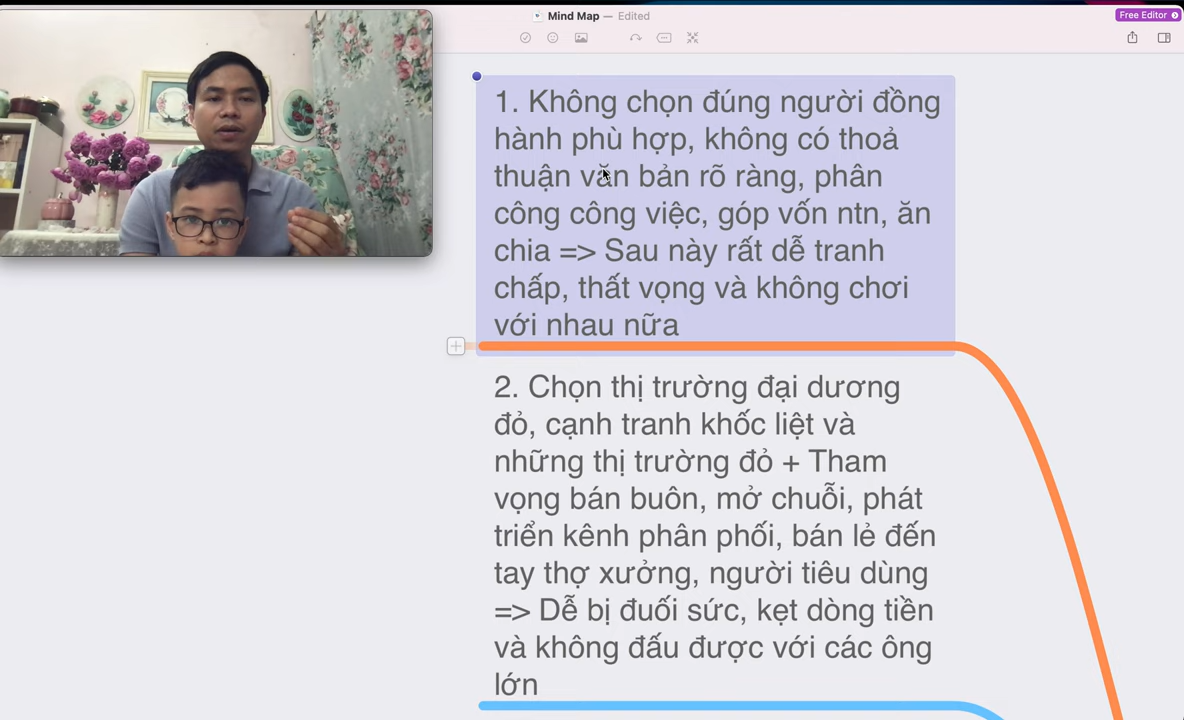 Mind Map — Edited
Free Editor
1. Không chọn đúng người đồng
hành phù hợp, không có thoả
thuận văn bản rõ ràng, phân
công công việc, góp vốn ntn, ăn
chia => Sau này rất dễ tranh
chấp, thất vọng và không chơi
với nhau nữa
2. Chọn thị trường đại dương
đỏ, cạnh tranh khốc liệt và
những thị trường đỏ + Tham
vọng bán buôn, mở chuỗi, phát
triển kênh phân phối, bán lẻ đến
tay thợ xưởng, người tiêu dùng
=> Dễ bị đuối sức, kẹt dòng tiền
và không đấu được với các ông
lớn